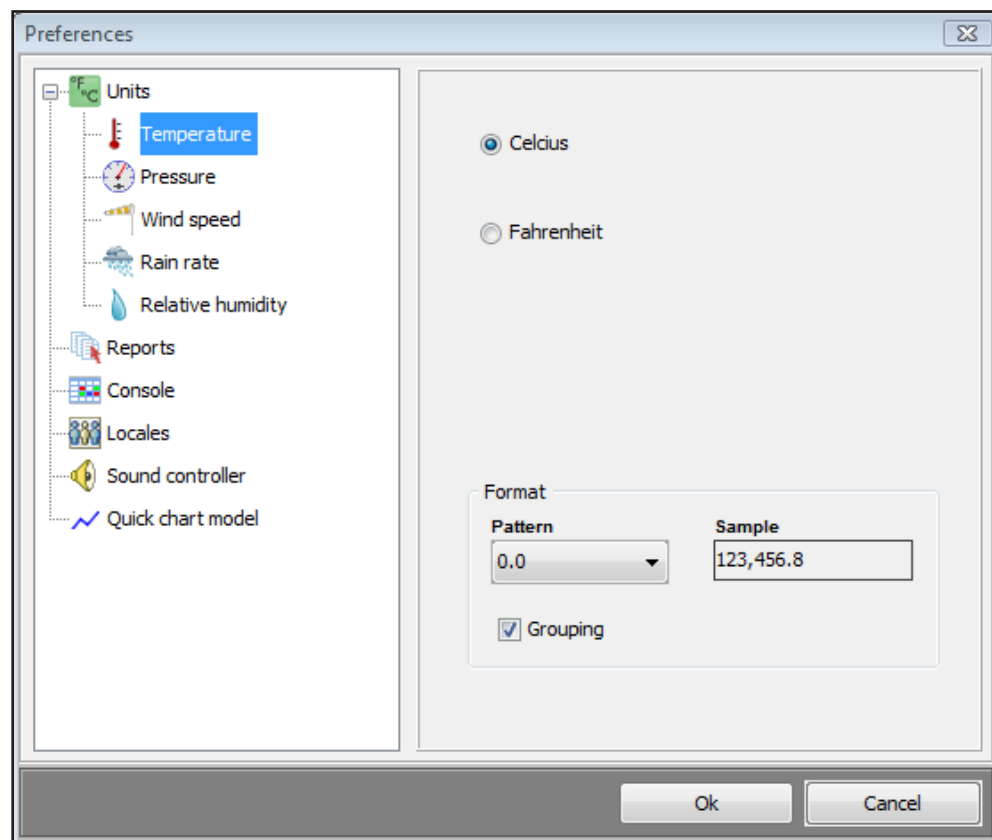 Preferences
°F
°C
Units
Temperature
Pressure
Wind speed
Rain rate
Relative humidity
Reports
Console
Locales
Sound controller
Quick chart model
Celcius
Fahrenheit
Format
Pattern Sample
0.0 123,456.8
Grouping
Ok Cancel